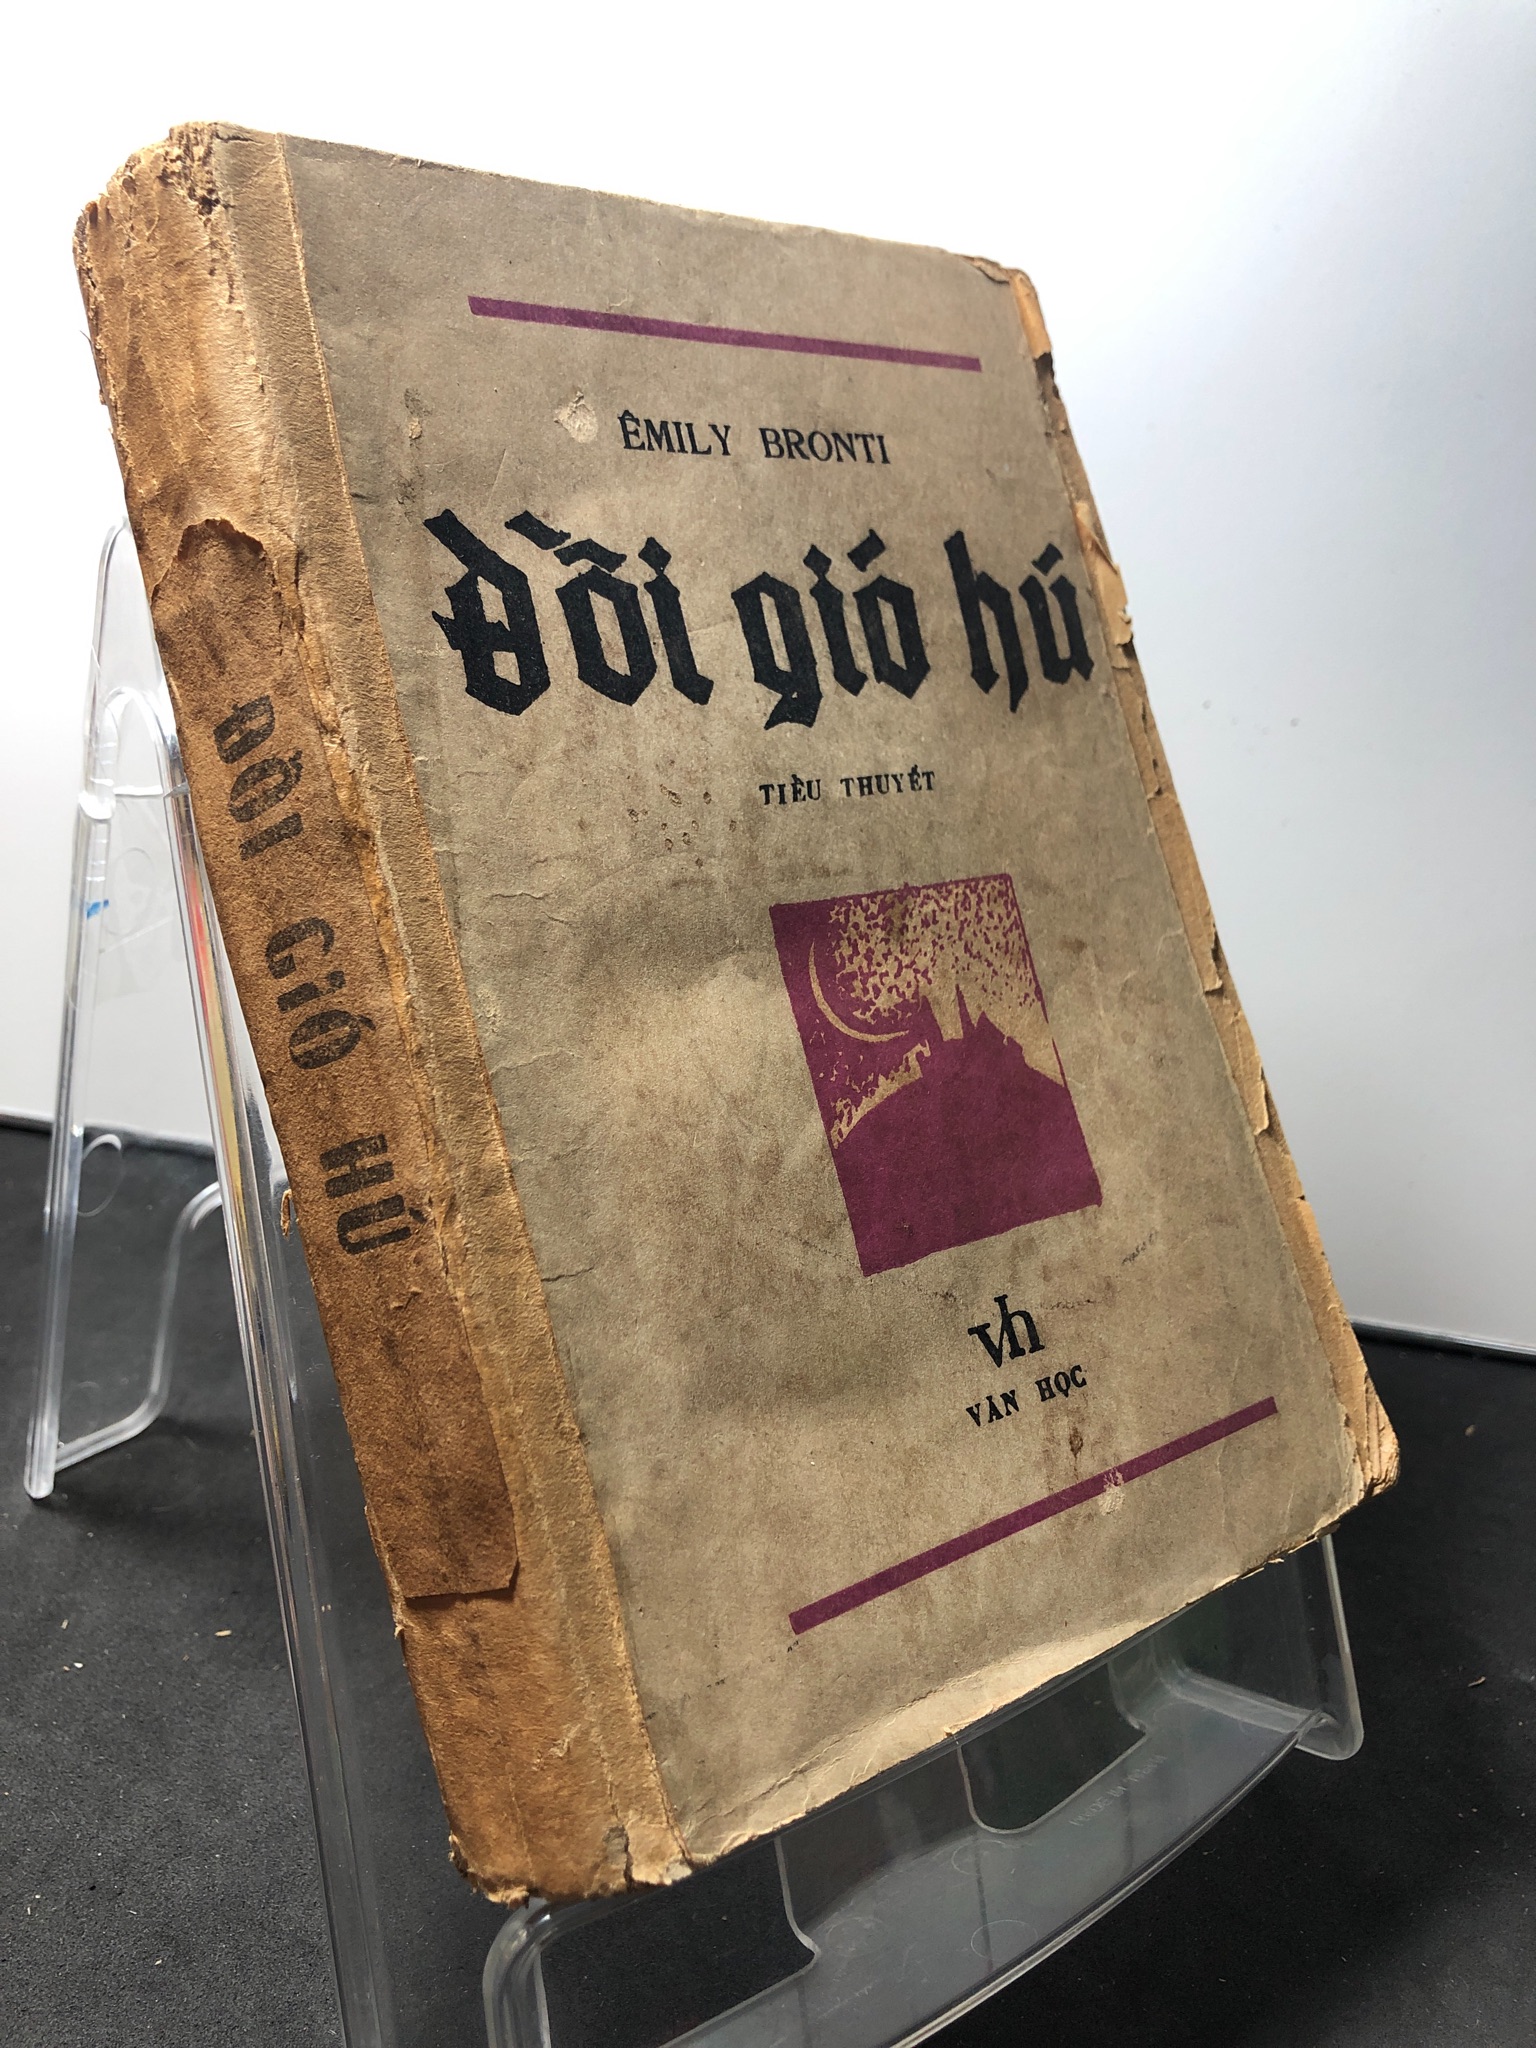 ÊMILY BRONTI
Đồi gió hú
TIỂU THUYẾT
vh
VĂN HỌC
ĐỒI GIÓ HÚ